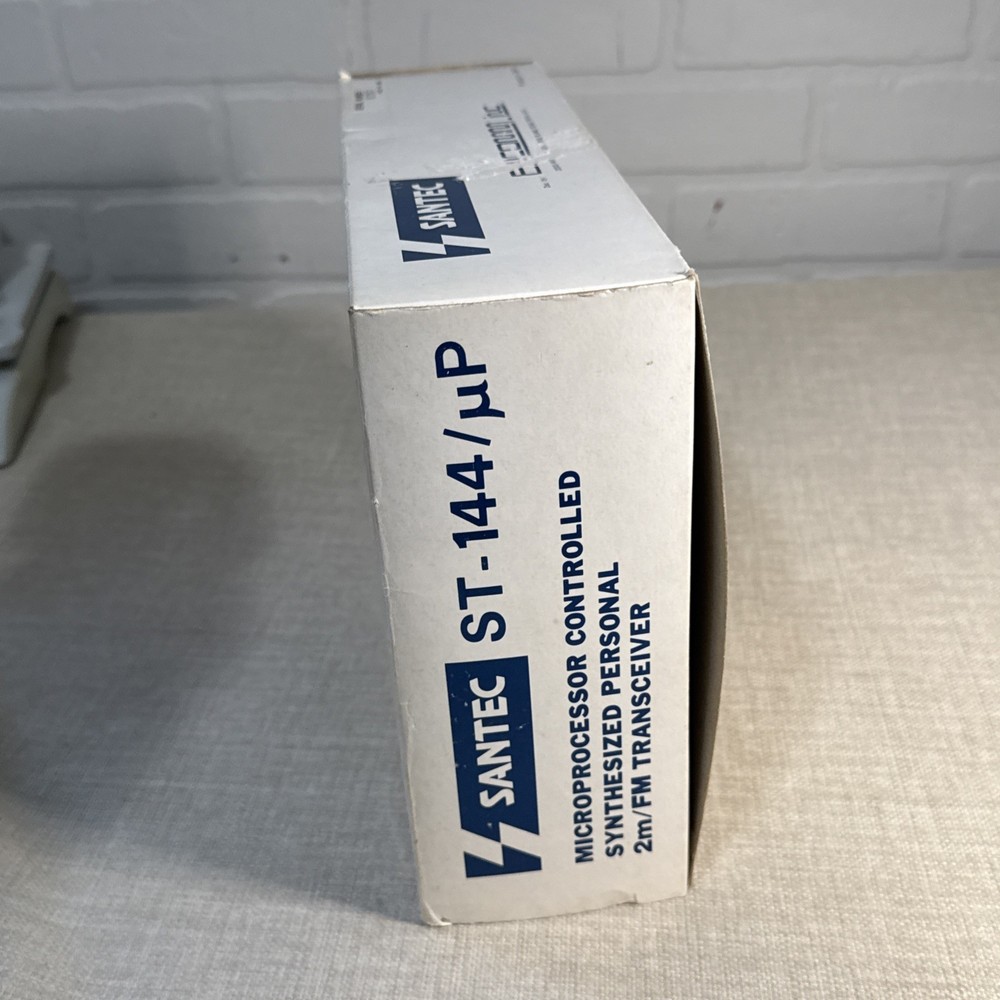 SANTEC ST-144/µP
MICROPROCESSOR CONTROLLED
SYNTHESIZED PERSONAL
2m/FM TRANSCEIVER
SANTEC